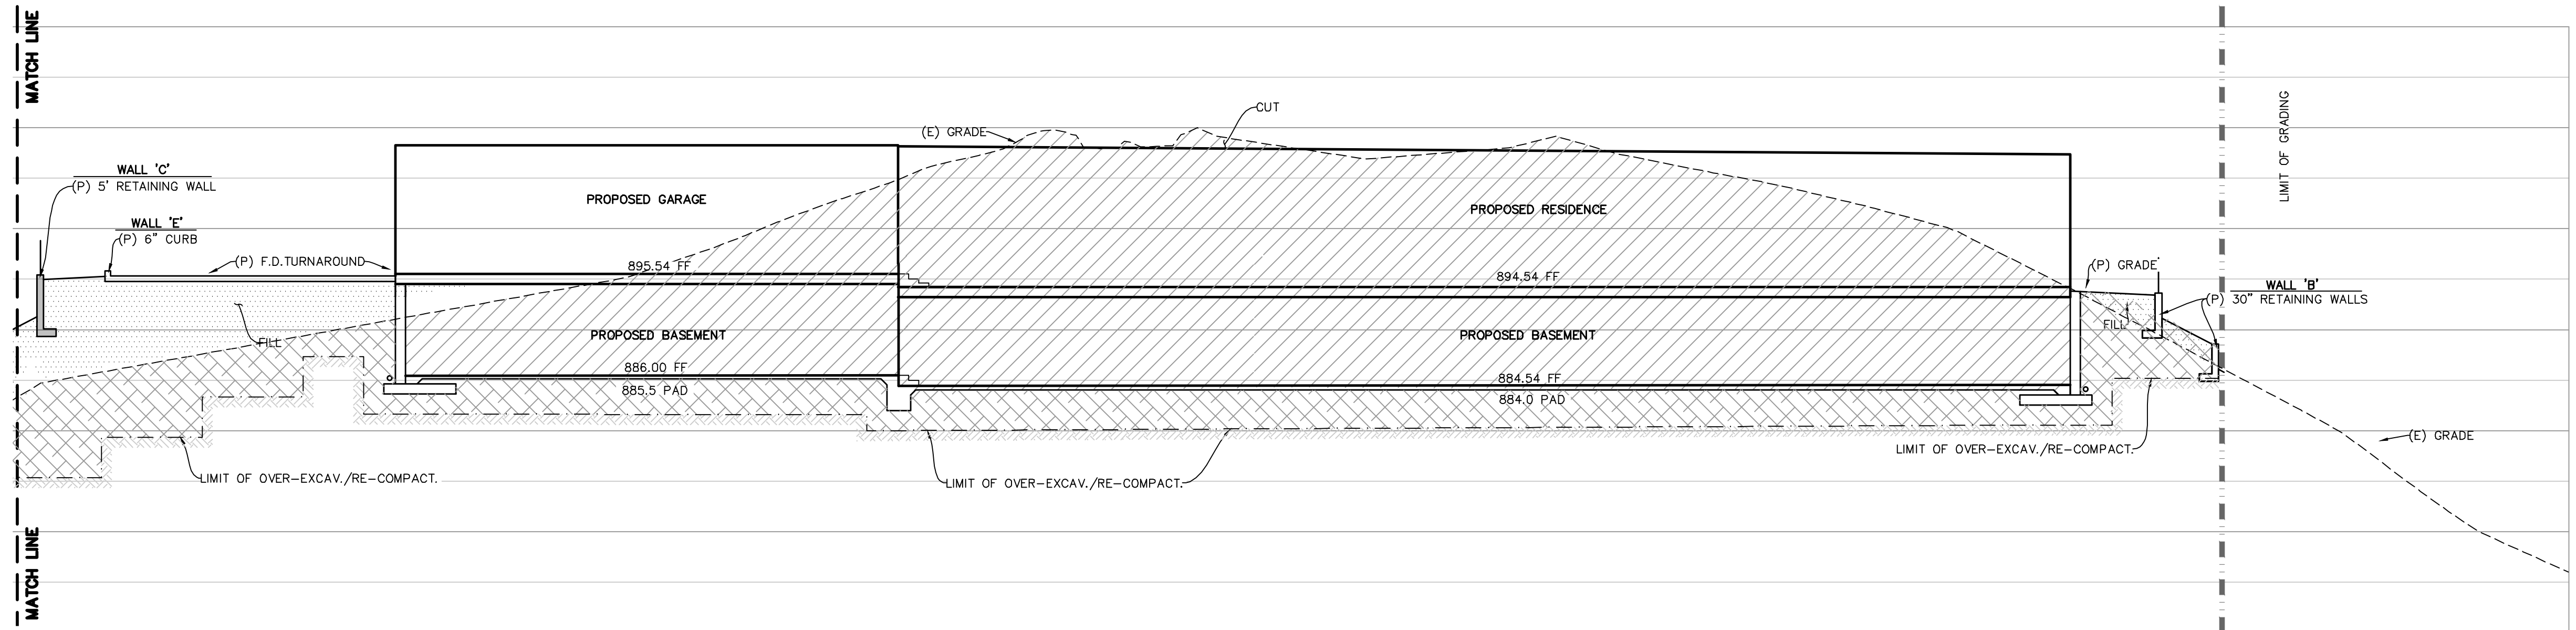 MATCH LINE
WALL 'C'
(P) 5' RETAINING WALL
WALL 'E'
(P) 6" CURB
(P) F.D.TURNAROUND
FILL
MATCH LINE
LIMIT OF OVER-EXCAV./RE-COMPACT.
PROPOSED GARAGE
895.54 FF
PROPOSED BASEMENT
886.00 FF
885.5 PAD
(E) GRADE
CUT
PROPOSED RESIDENCE
894.54 FF
PROPOSED BASEMENT
884.54 FF
884.0 PAD
LIMIT OF OVER-EXCAV./RE-COMPACT.
(P) GRADE
FILL
WALL 'B'
(P) 30" RETAINING WALLS
LIMIT OF OVER-EXCAV./RE-COMPACT.
LIMIT OF GRADING
(E) GRADE